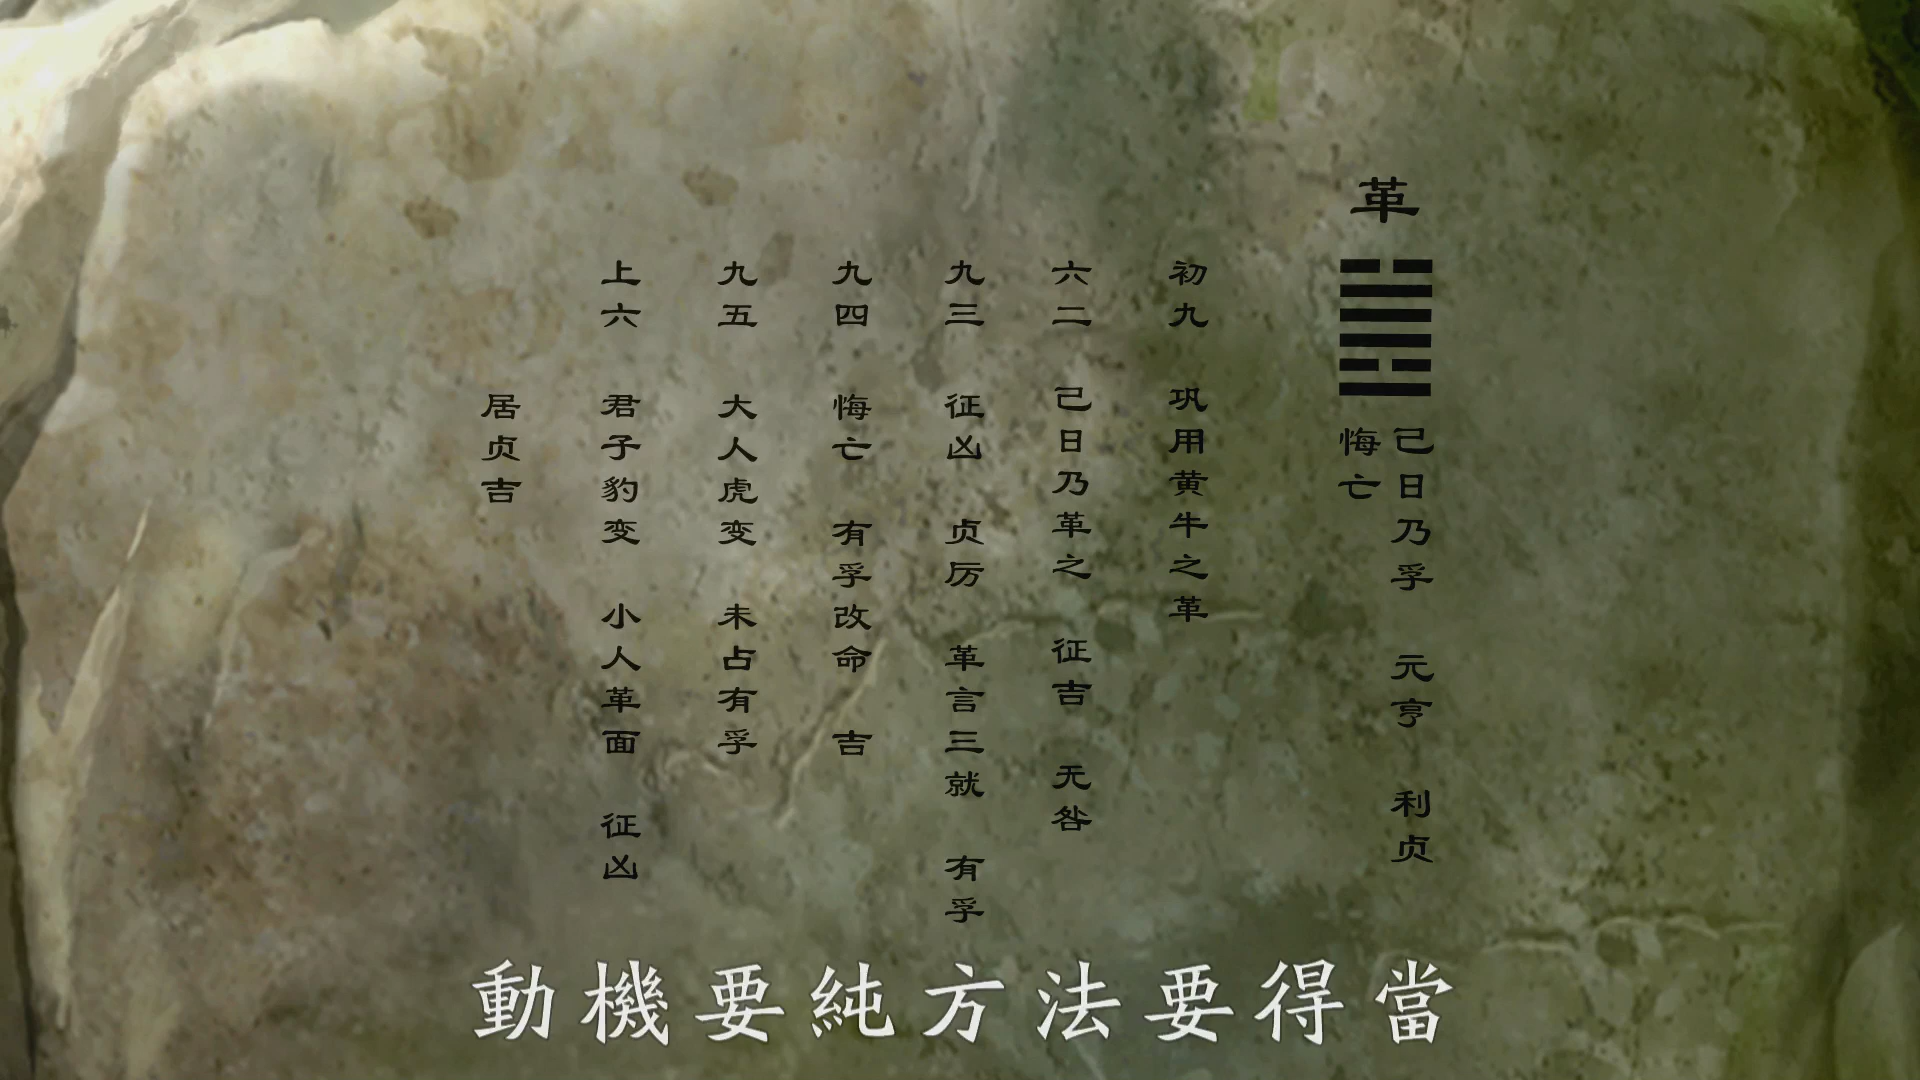 革
己日乃孚 元亨 利贞
悔亡
初九 巩用黄牛之革
六二 己日乃革之 征吉 无咎
九三 征凶 贞厉 革言三就 有孚
九四 悔亡 有孚改命 吉
九五 大人虎变 未占有孚
上六 君子豹变 小人革面 征凶
居贞吉
動機要純方法要得當